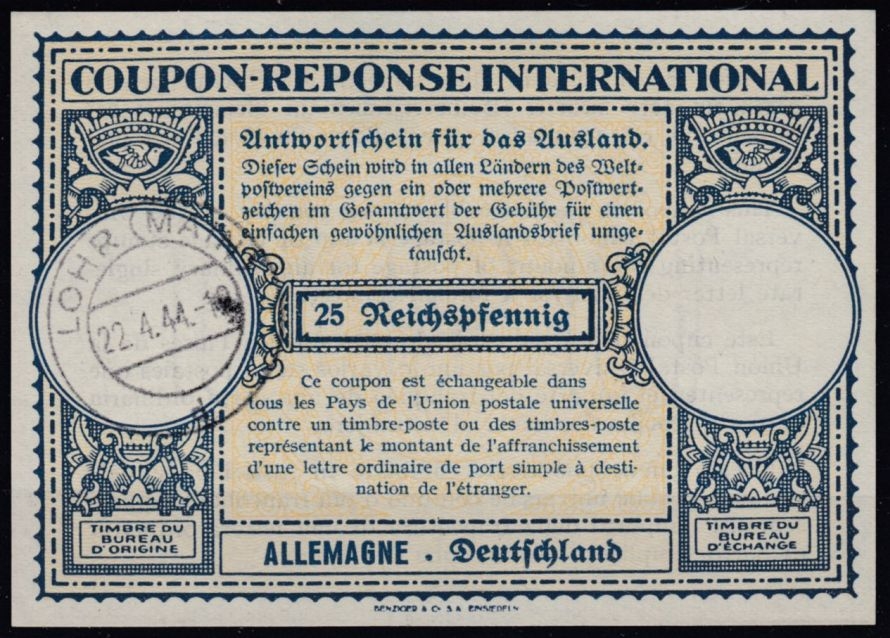 COUPON-REPONSE INTERNATIONAL
Antwortschein für das Ausland.
Dieser Schein wird in allen Ländern des Welt-
postvereins gegen ein oder mehrere Postwert-
zeichen im Gesamtwert der Gebühr für einen
einfachen gewöhnlichen Auslandsbrief umge-
tauscht.
LOHR (MAIN)
22.4.44.-18
25 Reichspfennig
Ce coupon est échangeable dans
tous les Pays de l'Union postale universelle
contre un timbre-poste ou des timbres-poste
représentant le montant de l'affranchissement
d'une lettre ordinaire de port simple à desti-
nation de l'étranger.
TIMBRE DU
BUREAU
D'ORIGINE
TIMBRE DU
BUREAU
D'ÉCHANGE
ALLEMAGNE . Deutschland
BENZIGER & Co S.A. EINSIEDELN